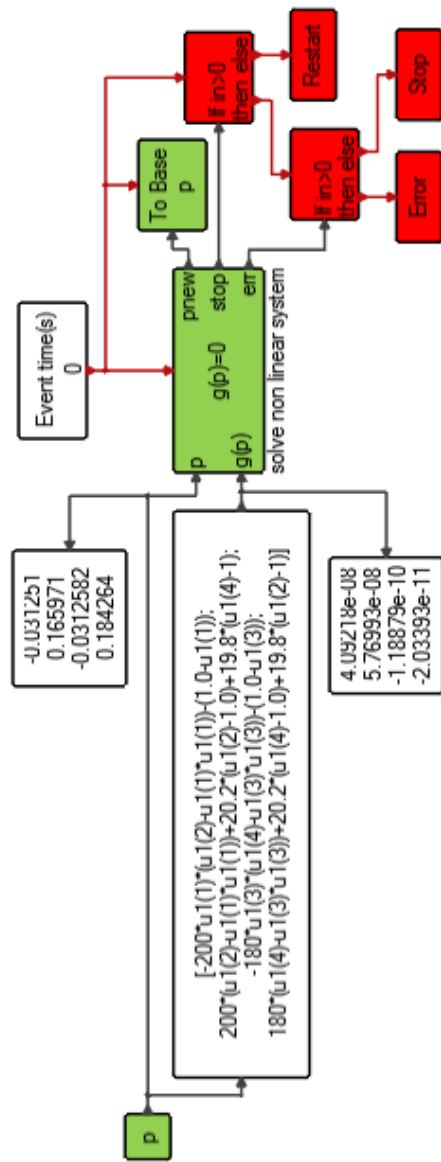 p
-0.031251
0.165971
-0.0312582
0.184264
[-200*u1(1)*(u1(2)-u1(1)*u1(1))-(1.0-u1(1));
200*(u1(2)-u1(1)*u1(1))+20.2*(u1(2)-1.0)+19.8*(u1(4)-1);
-180*u1(3)*(u1(4)-u1(3)*u1(3))-(1.0-u1(3));
180*(u1(4)-u1(3)*u1(3))+20.2*(u1(4)-1.0)+19.8*(u1(2)-1)]
4.09218e-08
5.76993e-08
-1.18879e-10
-2.03393e-11
Event time(s)
0
p
g(p)
g(p)=0
pnew
stop
err
solve non linear system
To Base
p
If in>0
then else
Restart
If in>0
then else
Error
Stop